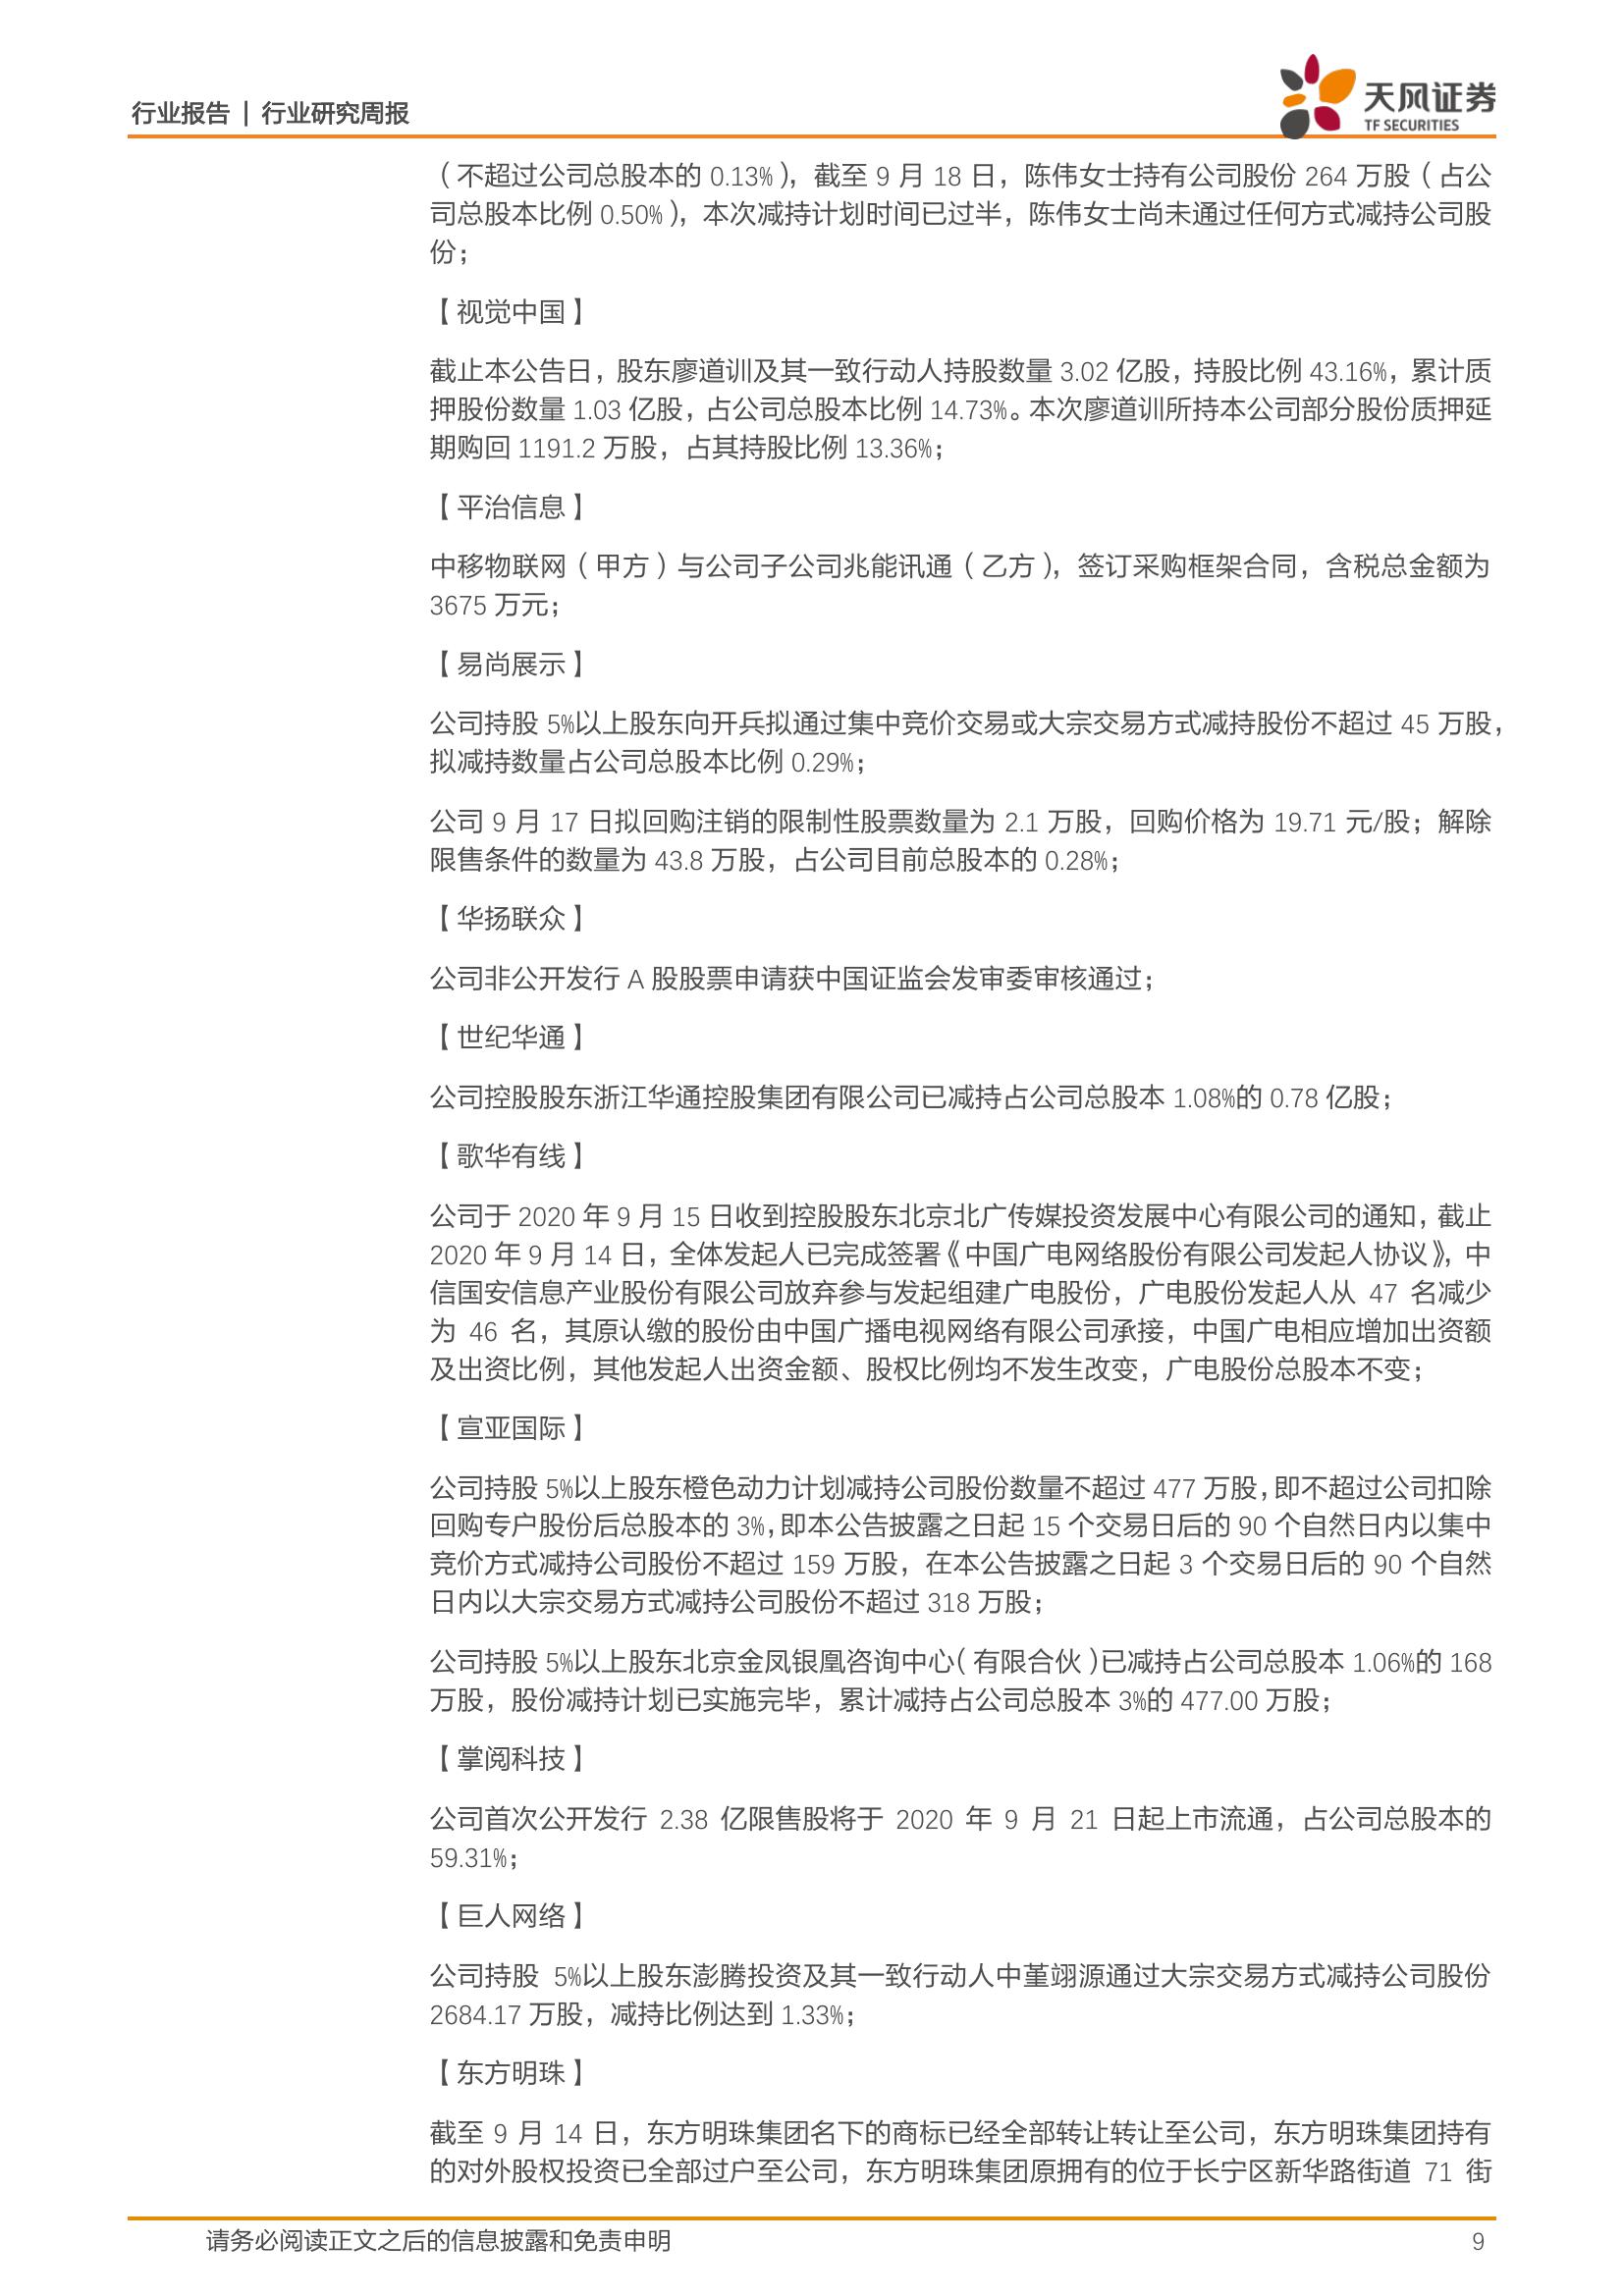 行业报告 | 行业研究周报
天风证券
TF SECURITIES
（不超过公司总股本的 0.13%），截至 9 月 18 日，陈伟女士持有公司股份 264 万股（占公
司总股本比例 0.50%），本次减持计划时间已过半，陈伟女士尚未通过任何方式减持公司股
份；
【视觉中国】
截止本公告日，股东廖道训及其一致行动人持股数量 3.02 亿股，持股比例 43.16%，累计质
押股份数量 1.03 亿股，占公司总股本比例 14.73%。本次廖道训所持本公司部分股份质押延
期购回 1191.2 万股，占其持股比例 13.36%；
【平治信息】
中移物联网（甲方）与公司子公司兆能讯通（乙方），签订采购框架合同，含税总金额为
3675 万元；
【易尚展示】
公司持股 5%以上股东向开兵拟通过集中竞价交易或大宗交易方式减持股份不超过 45 万股，
拟减持数量占公司总股本比例 0.29%；
公司 9 月 17 日拟回购注销的限制性股票数量为 2.1 万股，回购价格为 19.71 元/股；解除
限售条件的数量为 43.8 万股，占公司目前总股本的 0.28%；
【华扬联众】
公司非公开发行 A 股股票申请获中国证监会发审委审核通过；
【世纪华通】
公司控股股东浙江华通控股集团有限公司已减持占公司总股本 1.08%的 0.78 亿股；
【歌华有线】
公司于 2020 年 9 月 15 日收到控股股东北京北广传媒投资发展中心有限公司的通知，截止
2020 年 9 月 14 日，全体发起人已完成签署《中国广电网络股份有限公司发起人协议》，中
信国安信息产业股份有限公司放弃参与发起组建广电股份，广电股份发起人从 47 名减少
为 46 名，其原认缴的股份由中国广播电视网络有限公司承接，中国广电相应增加出资额
及出资比例，其他发起人出资金额、股权比例均不发生改变，广电股份总股本不变；
【宣亚国际】
公司持股 5%以上股东橙色动力计划减持公司股份数量不超过 477 万股，即不超过公司扣除
回购专户股份后总股本的 3%，即本公告披露之日起 15 个交易日后的 90 个自然日内以集中
竞价方式减持公司股份不超过 159 万股，在本公告披露之日起 3 个交易日后的 90 个自然
日内以大宗交易方式减持公司股份不超过 318 万股；
公司持股 5%以上股东北京金凤银凰咨询中心（有限合伙）已减持占公司总股本 1.06%的 168
万股，股份减持计划已实施完毕，累计减持占公司总股本 3%的 477.00 万股；
【掌阅科技】
公司首次公开发行 2.38 亿限售股将于 2020 年 9 月 21 日起上市流通，占公司总股本的
59.31%；
【巨人网络】
公司持股 5%以上股东澎腾投资及其一致行动人中堇翊源通过大宗交易方式减持公司股份
2684.17 万股，减持比例达到 1.33%；
【东方明珠】
截至 9 月 14 日，东方明珠集团名下的商标已经全部转让转让至公司，东方明珠集团持有
的对外股权投资已全部过户至公司，东方明珠集团原拥有的位于长宁区新华路街道 71 街
请务必阅读正文之后的信息披露和免责申明
9